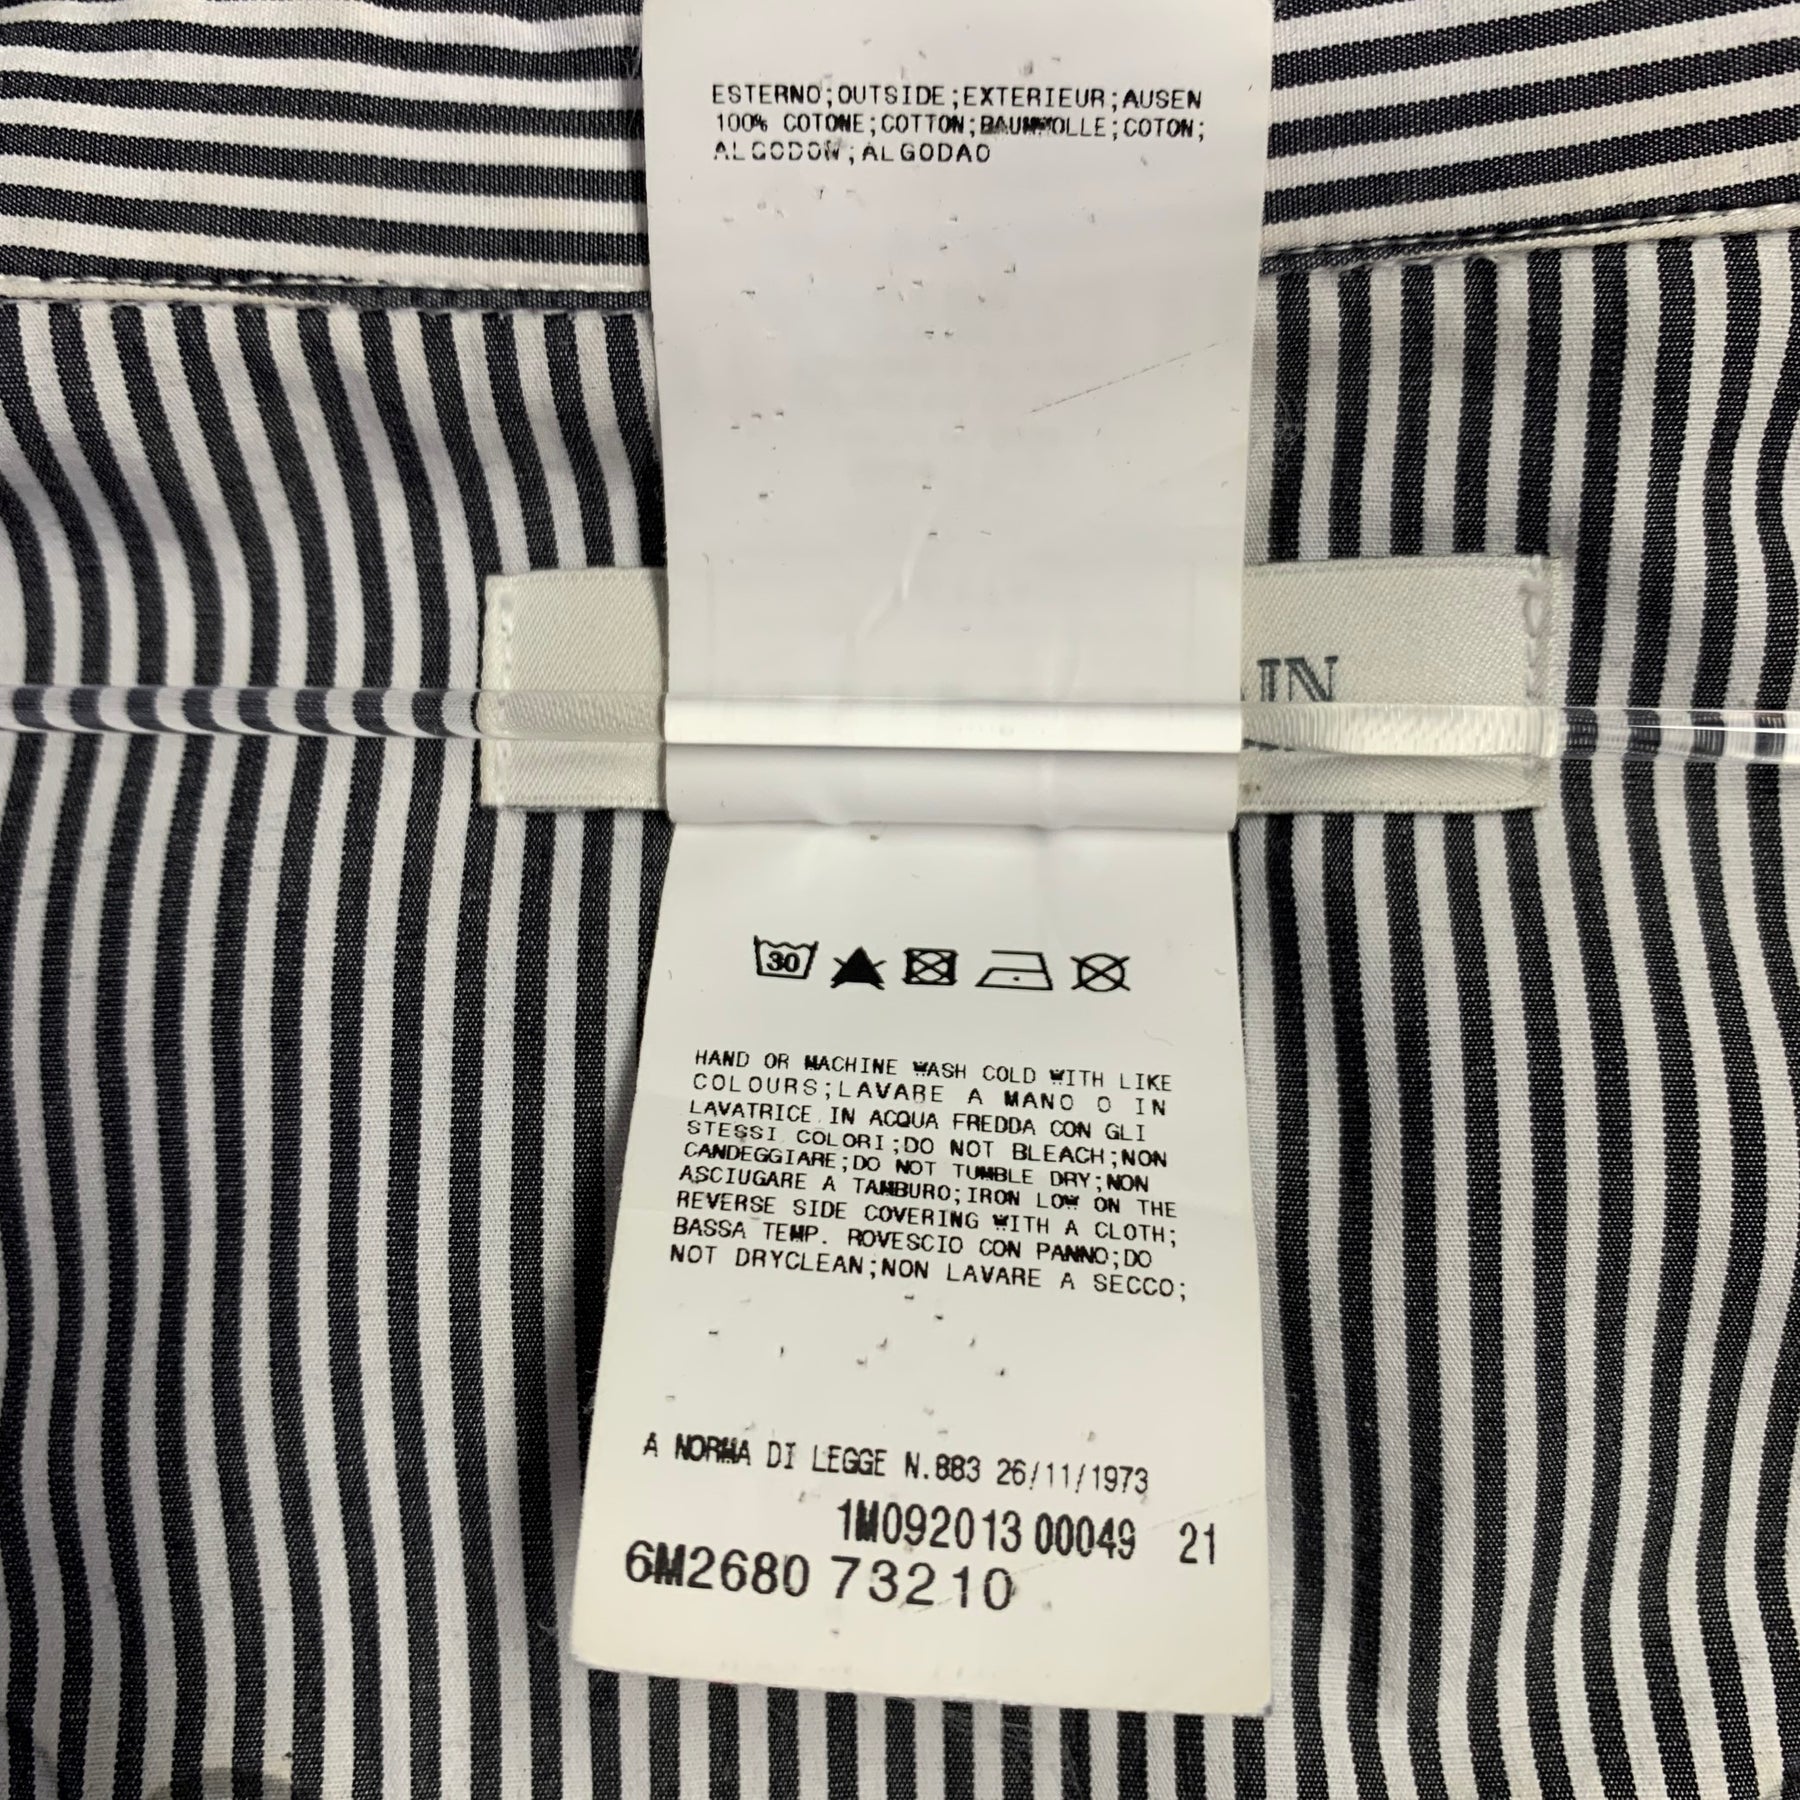 ESTERNO;OUTSIDE;EXTERIEUR;AUSEN
100% COTONE;COTTON;BAUMWOLLE;COTON;
ALGODON;ALGODAO
IN
30
HAND OR MACHINE WASH COLD WITH LIKE
COLOURS;LAVARE A MANO O IN
LAVATRICE IN ACQUA FREDDA CON GLI
STESSI COLORI;DO NOT BLEACH;NON
CANDEGGIARE;DO NOT TUMBLE DRY;NON
ASCIUGARE A TAMBURO;IRON LOW ON THE
REVERSE SIDE COVERING WITH A CLOTH;
BASSA TEMP. ROVESCIO CON PANNO;DO
NOT DRYCLEAN;NON LAVARE A SECCO;
A NORMA DI LEGGE N.883 26/11/1973
1M092013 00049 21
6M2680 73210